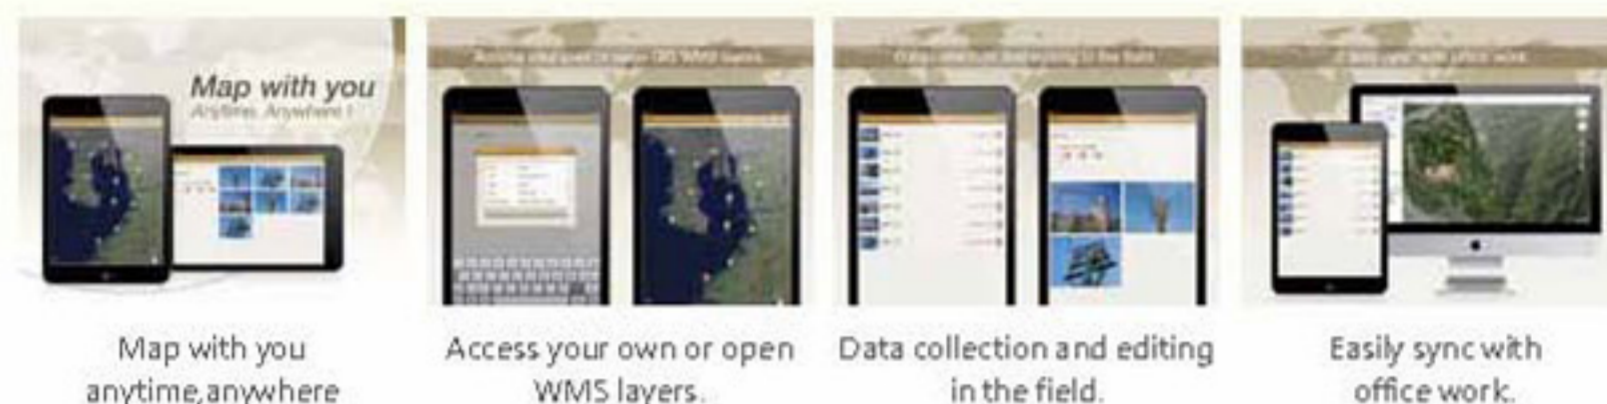 Map with you
Anytime. Anywhere !
Map with you
anytime,anywhere
Access your own or open
WMS layers.
Data collection and editing
in the field.
Easily sync with
office work.